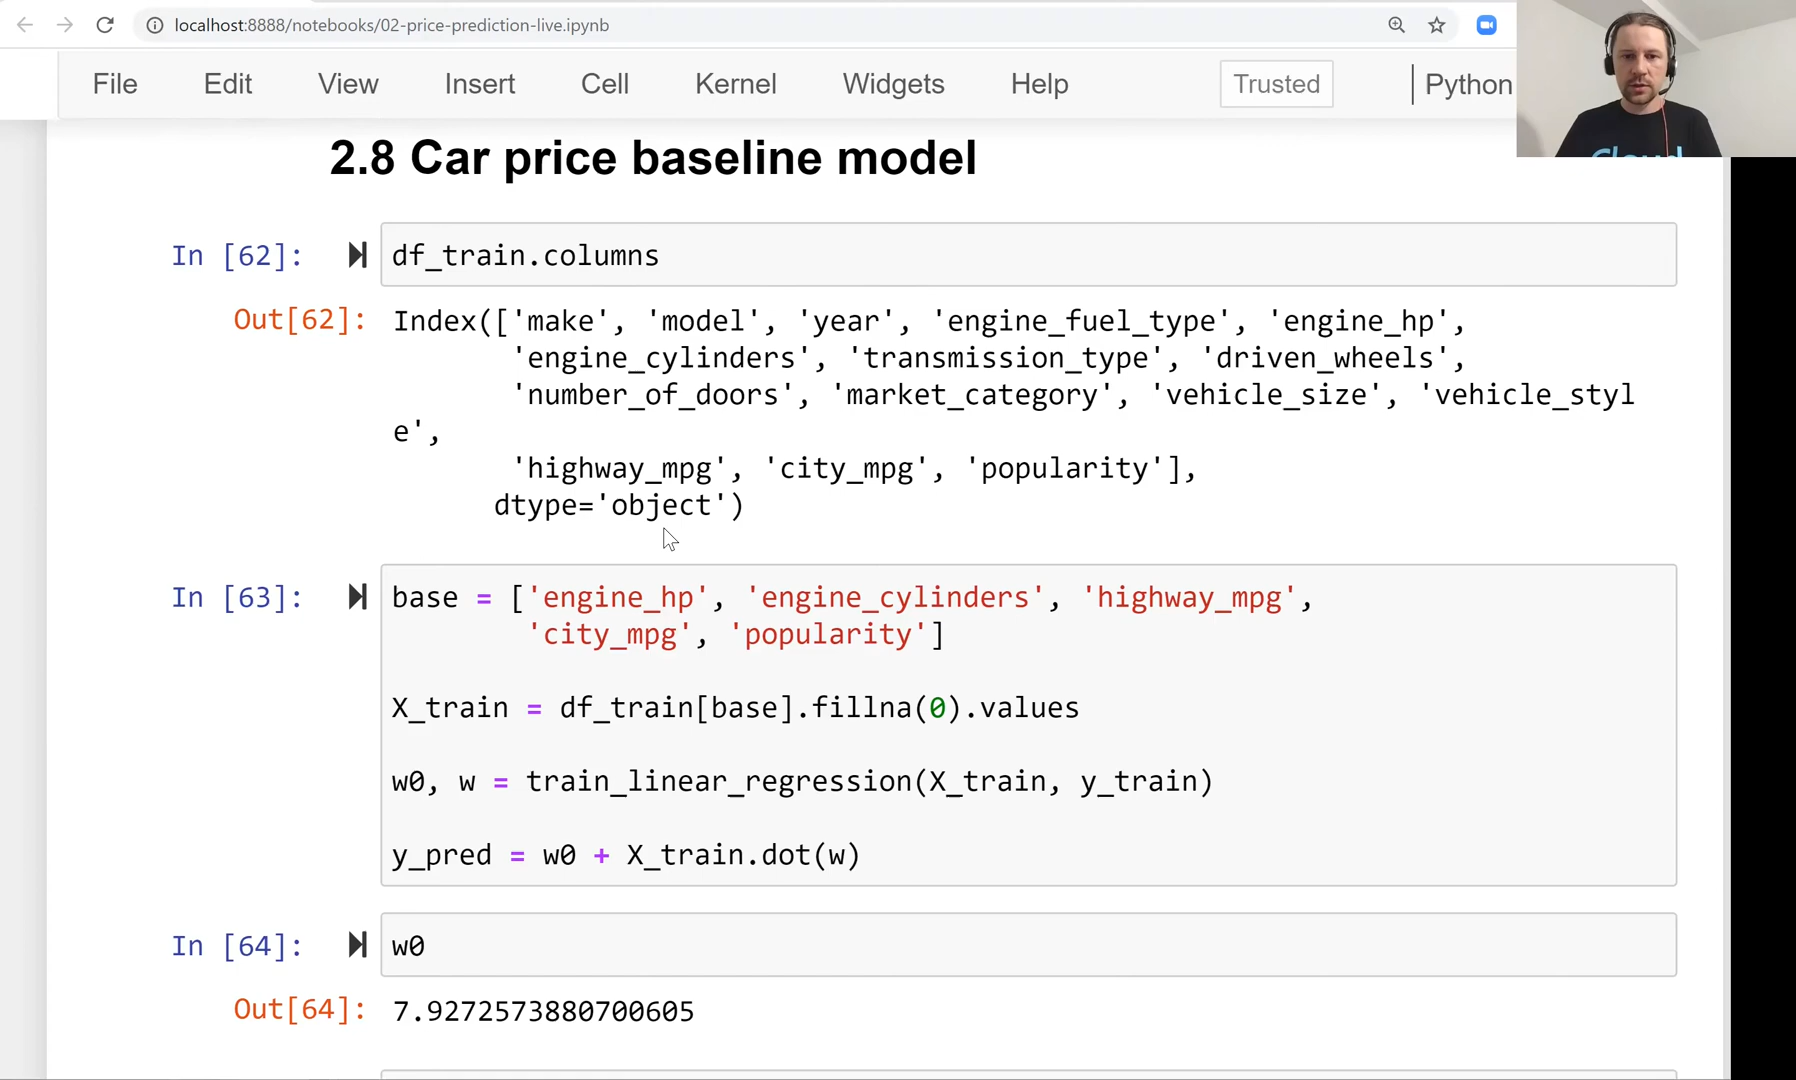 localhost:8888/notebooks/02-price-prediction-live.ipynb
File Edit View Insert Cell Kernel Widgets Help Trusted Python
2.8 Car price baseline model
In [62]: df_train.columns
Out[62]: Index(['make', 'model', 'year', 'engine_fuel_type', 'engine_hp',
'engine_cylinders', 'transmission_type', 'driven_wheels',
'number_of_doors', 'market_category', 'vehicle_size', 'vehicle_styl
e',
'highway_mpg', 'city_mpg', 'popularity'],
dtype='object')
In [63]: base = ['engine_hp', 'engine_cylinders', 'highway_mpg',
'city_mpg', 'popularity']
X_train = df_train[base].fillna(0).values
w0, w = train_linear_regression(X_train, y_train)
y_pred = w0 + X_train.dot(w)
In [64]: w0
Out[64]: 7.9272573880700605
Cloud